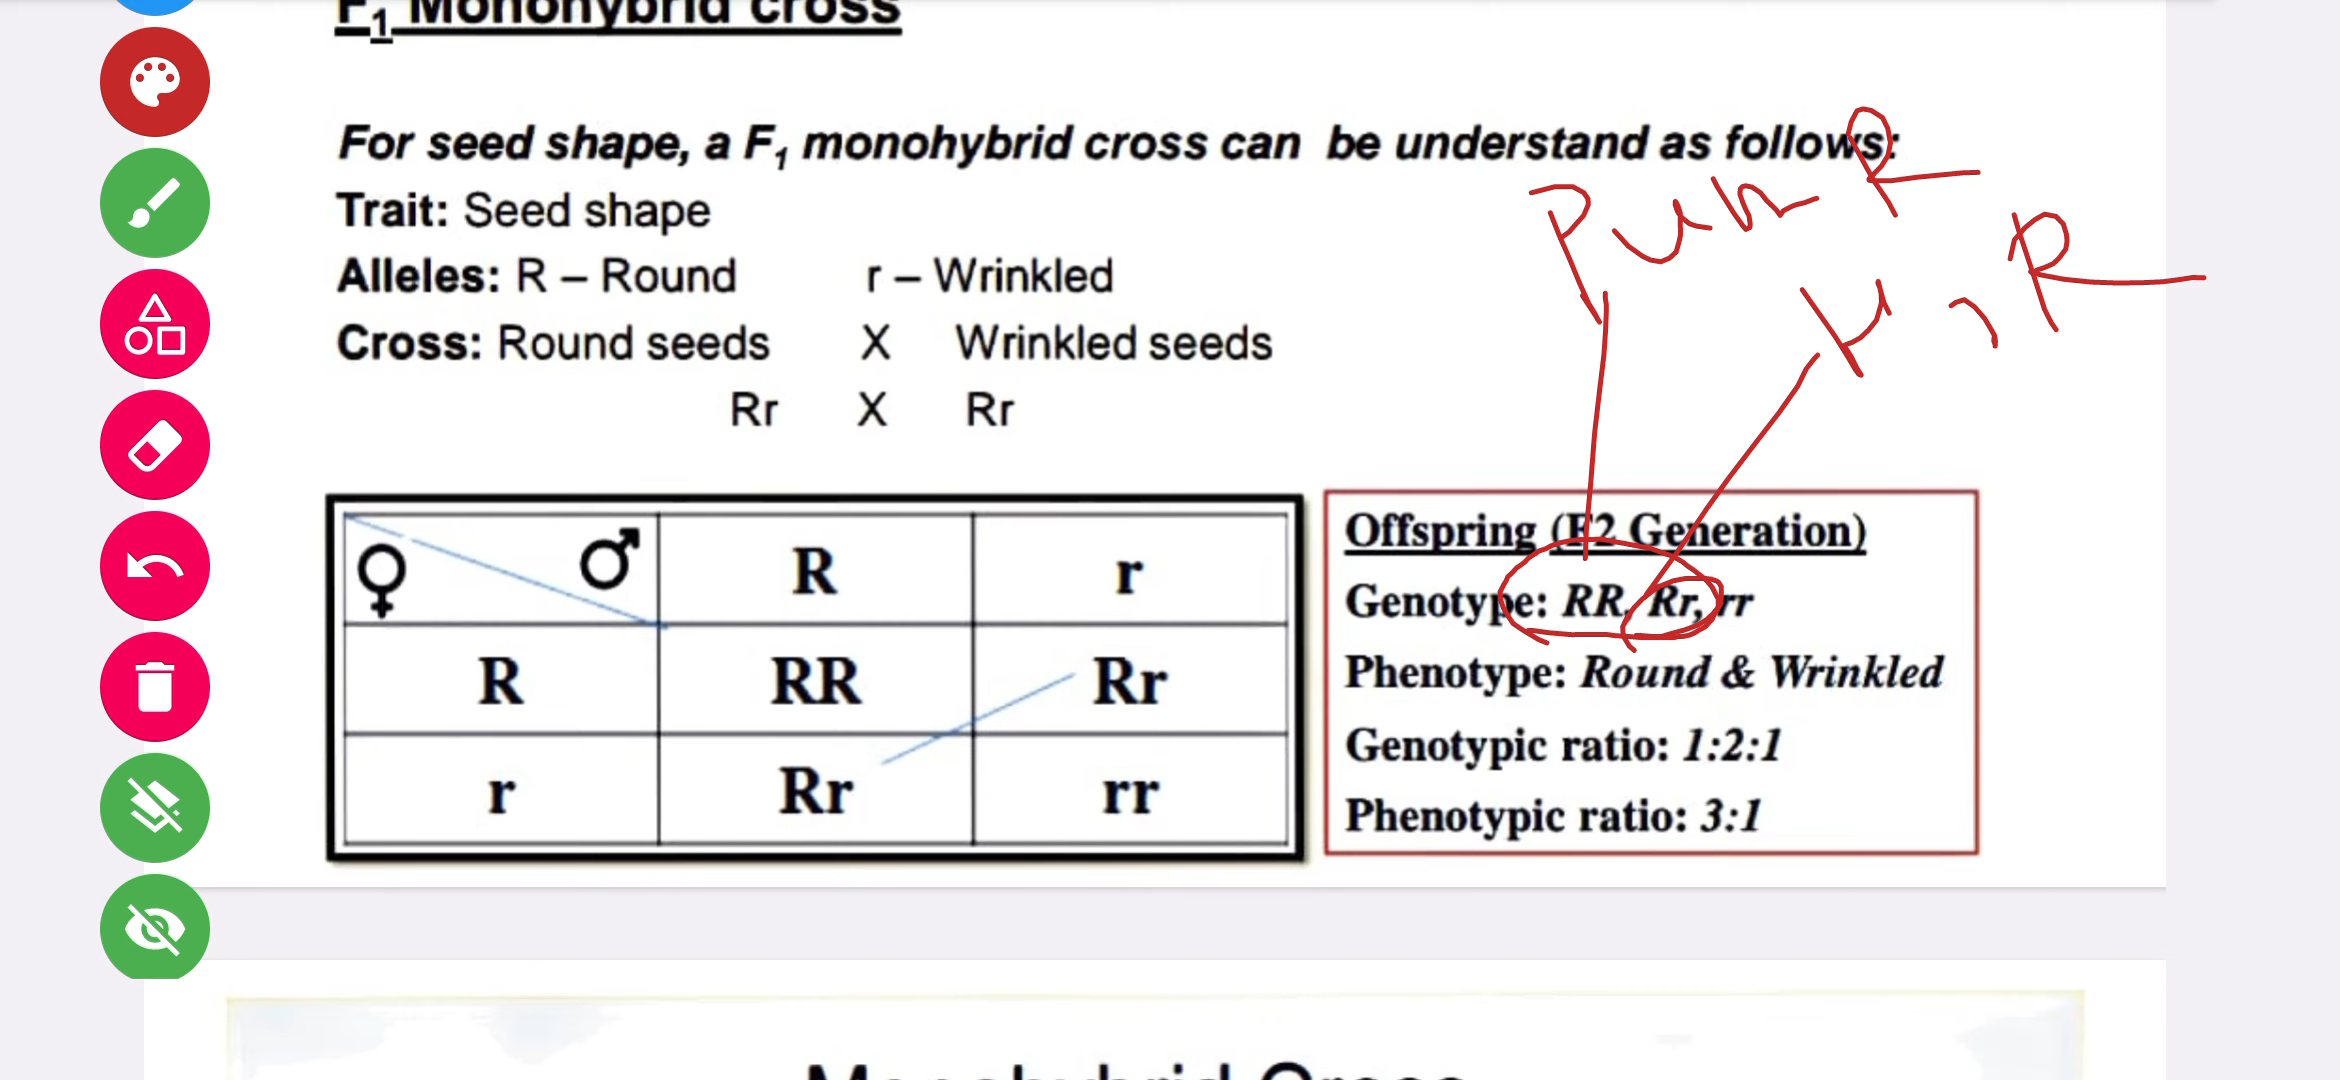 F1 Monohybrid cross
For seed shape, a F1 monohybrid cross can be understand as follows:
Trait: Seed shape
Alleles: R – Round r – Wrinkled
Cross: Round seeds X Wrinkled seeds
Rr X Rr
♀ ♂ R r
R RR Rr
r Rr rr
Offspring (F2 Generation)
Genotype: RR, Rr, rr
Phenotype: Round & Wrinkled
Genotypic ratio: 1:2:1
Phenotypic ratio: 3:1
R
R
Monohybrid Cross